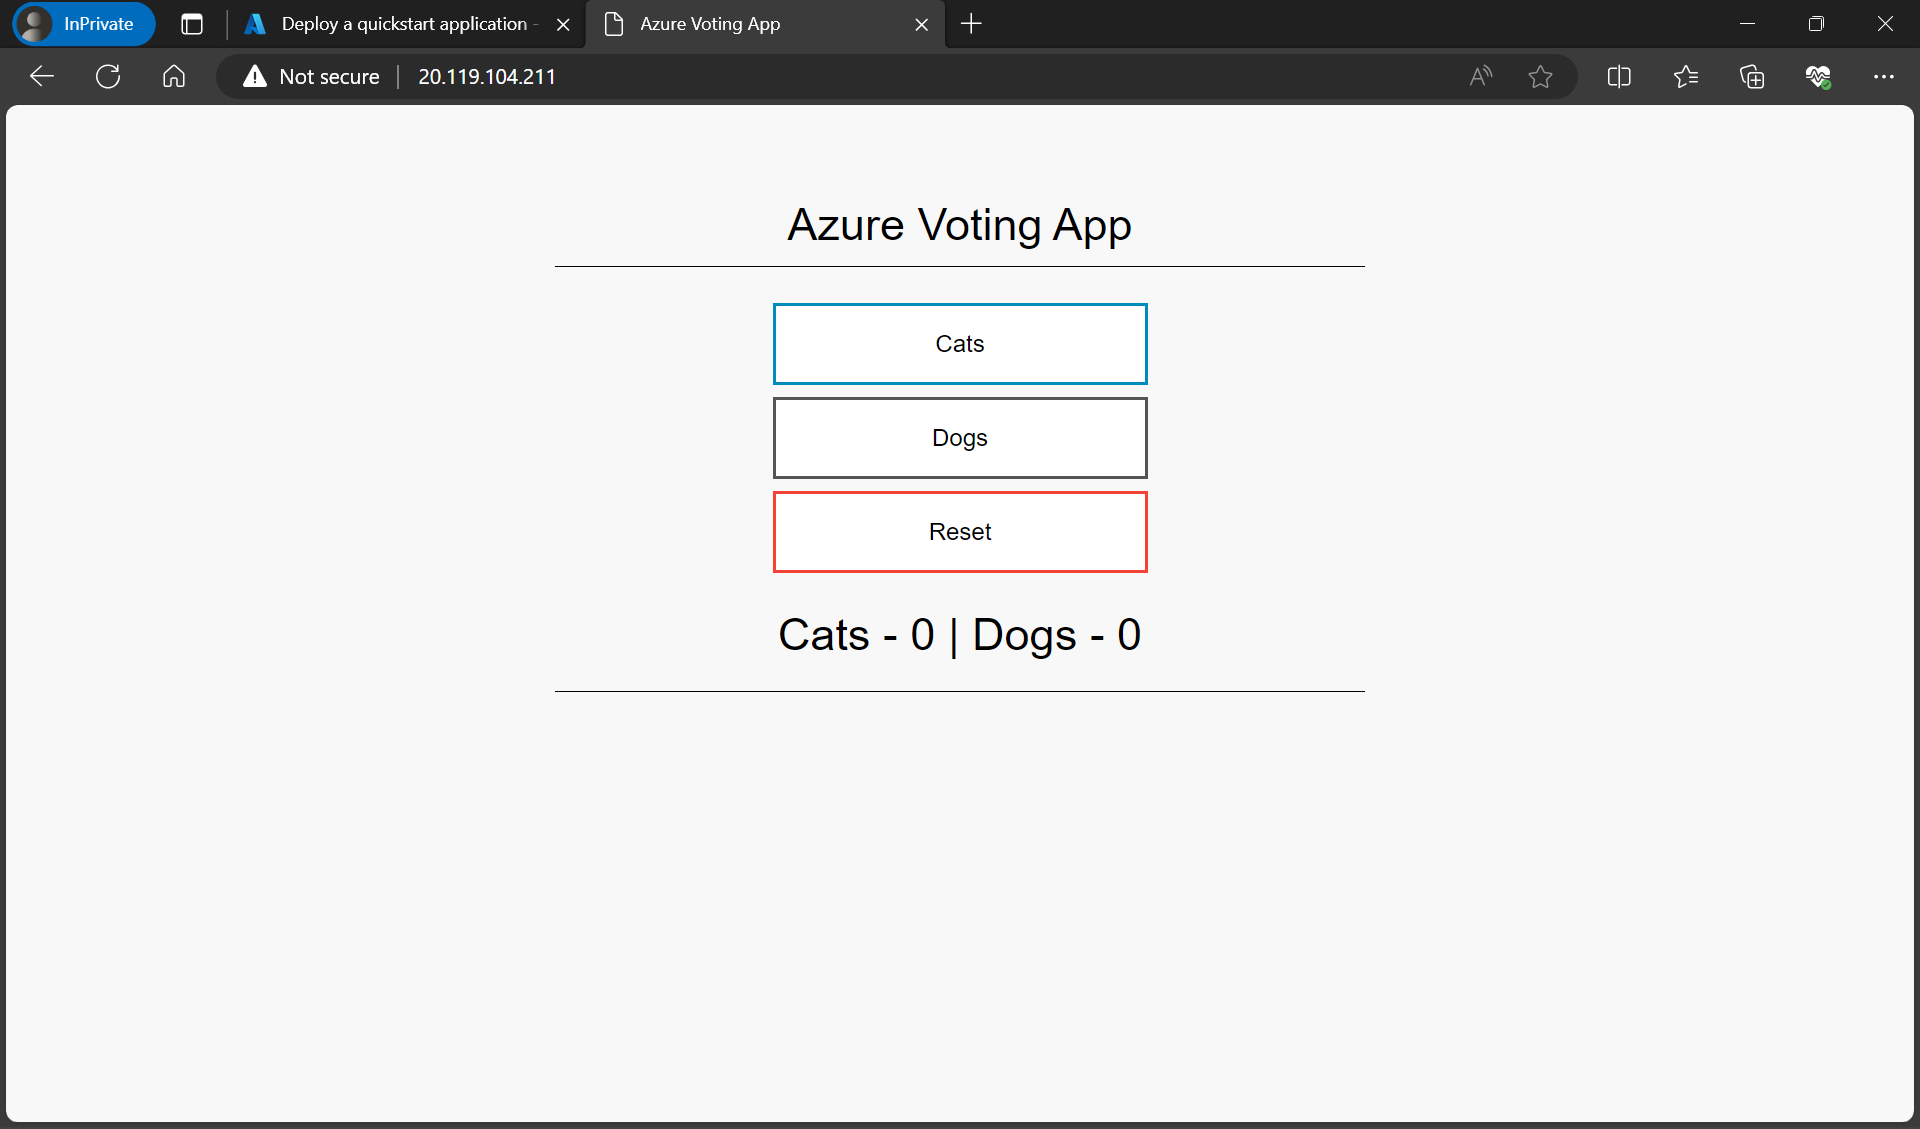 InPrivate
Deploy a quickstart application -
Azure Voting App
Not secure
20.119.104.211
Azure Voting App
Cats
Dogs
Reset
Cats - 0 | Dogs - 0